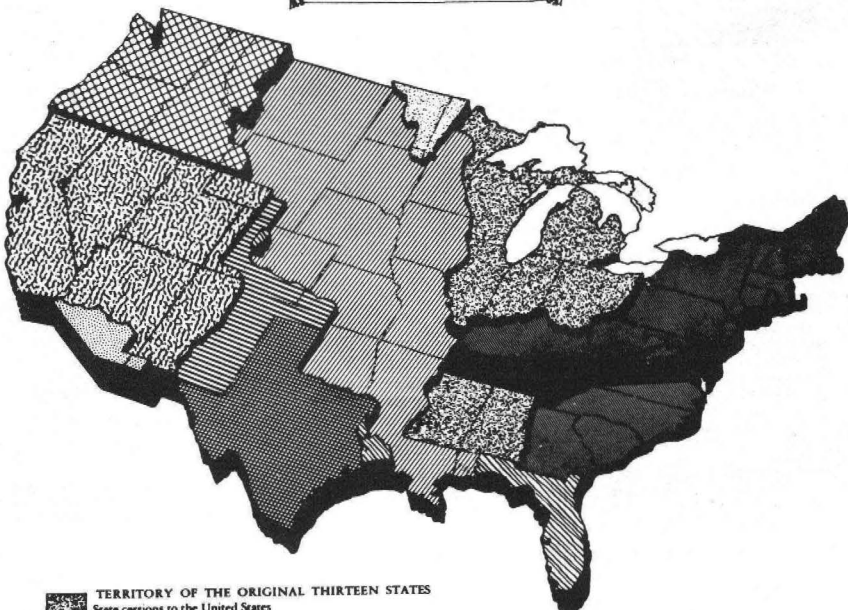 TERRITORY OF THE ORIGINAL THIRTEEN STATES
State cessions to the United States